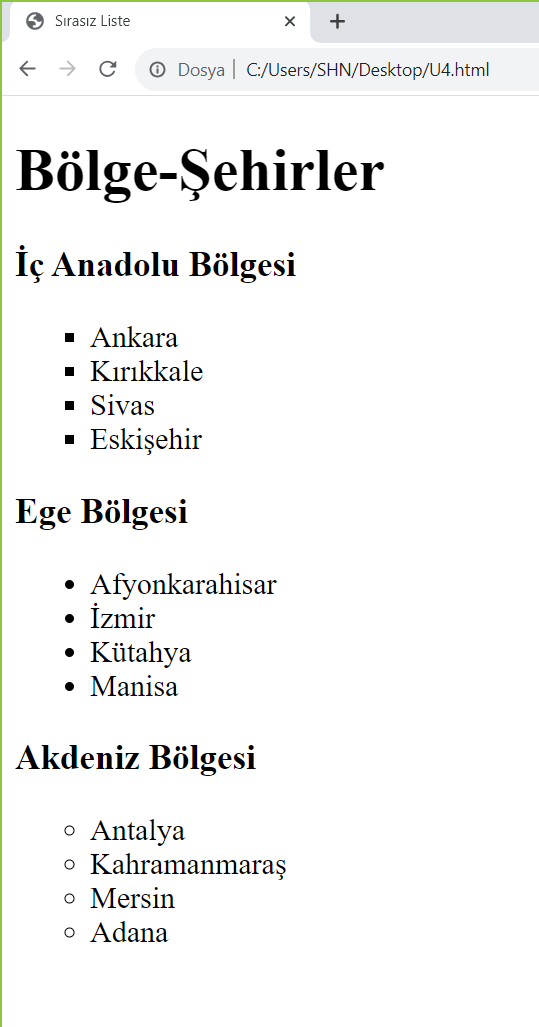 Sırasız Liste
Dosya | C:/Users/SHN/Desktop/U4.html
Bölge-Şehirler
İç Anadolu Bölgesi
Ankara
Kırıkkale
Sivas
Eskişehir
Ege Bölgesi
Afyonkarahisar
İzmir
Kütahya
Manisa
Akdeniz Bölgesi
Antalya
Kahramanmaraş
Mersin
Adana